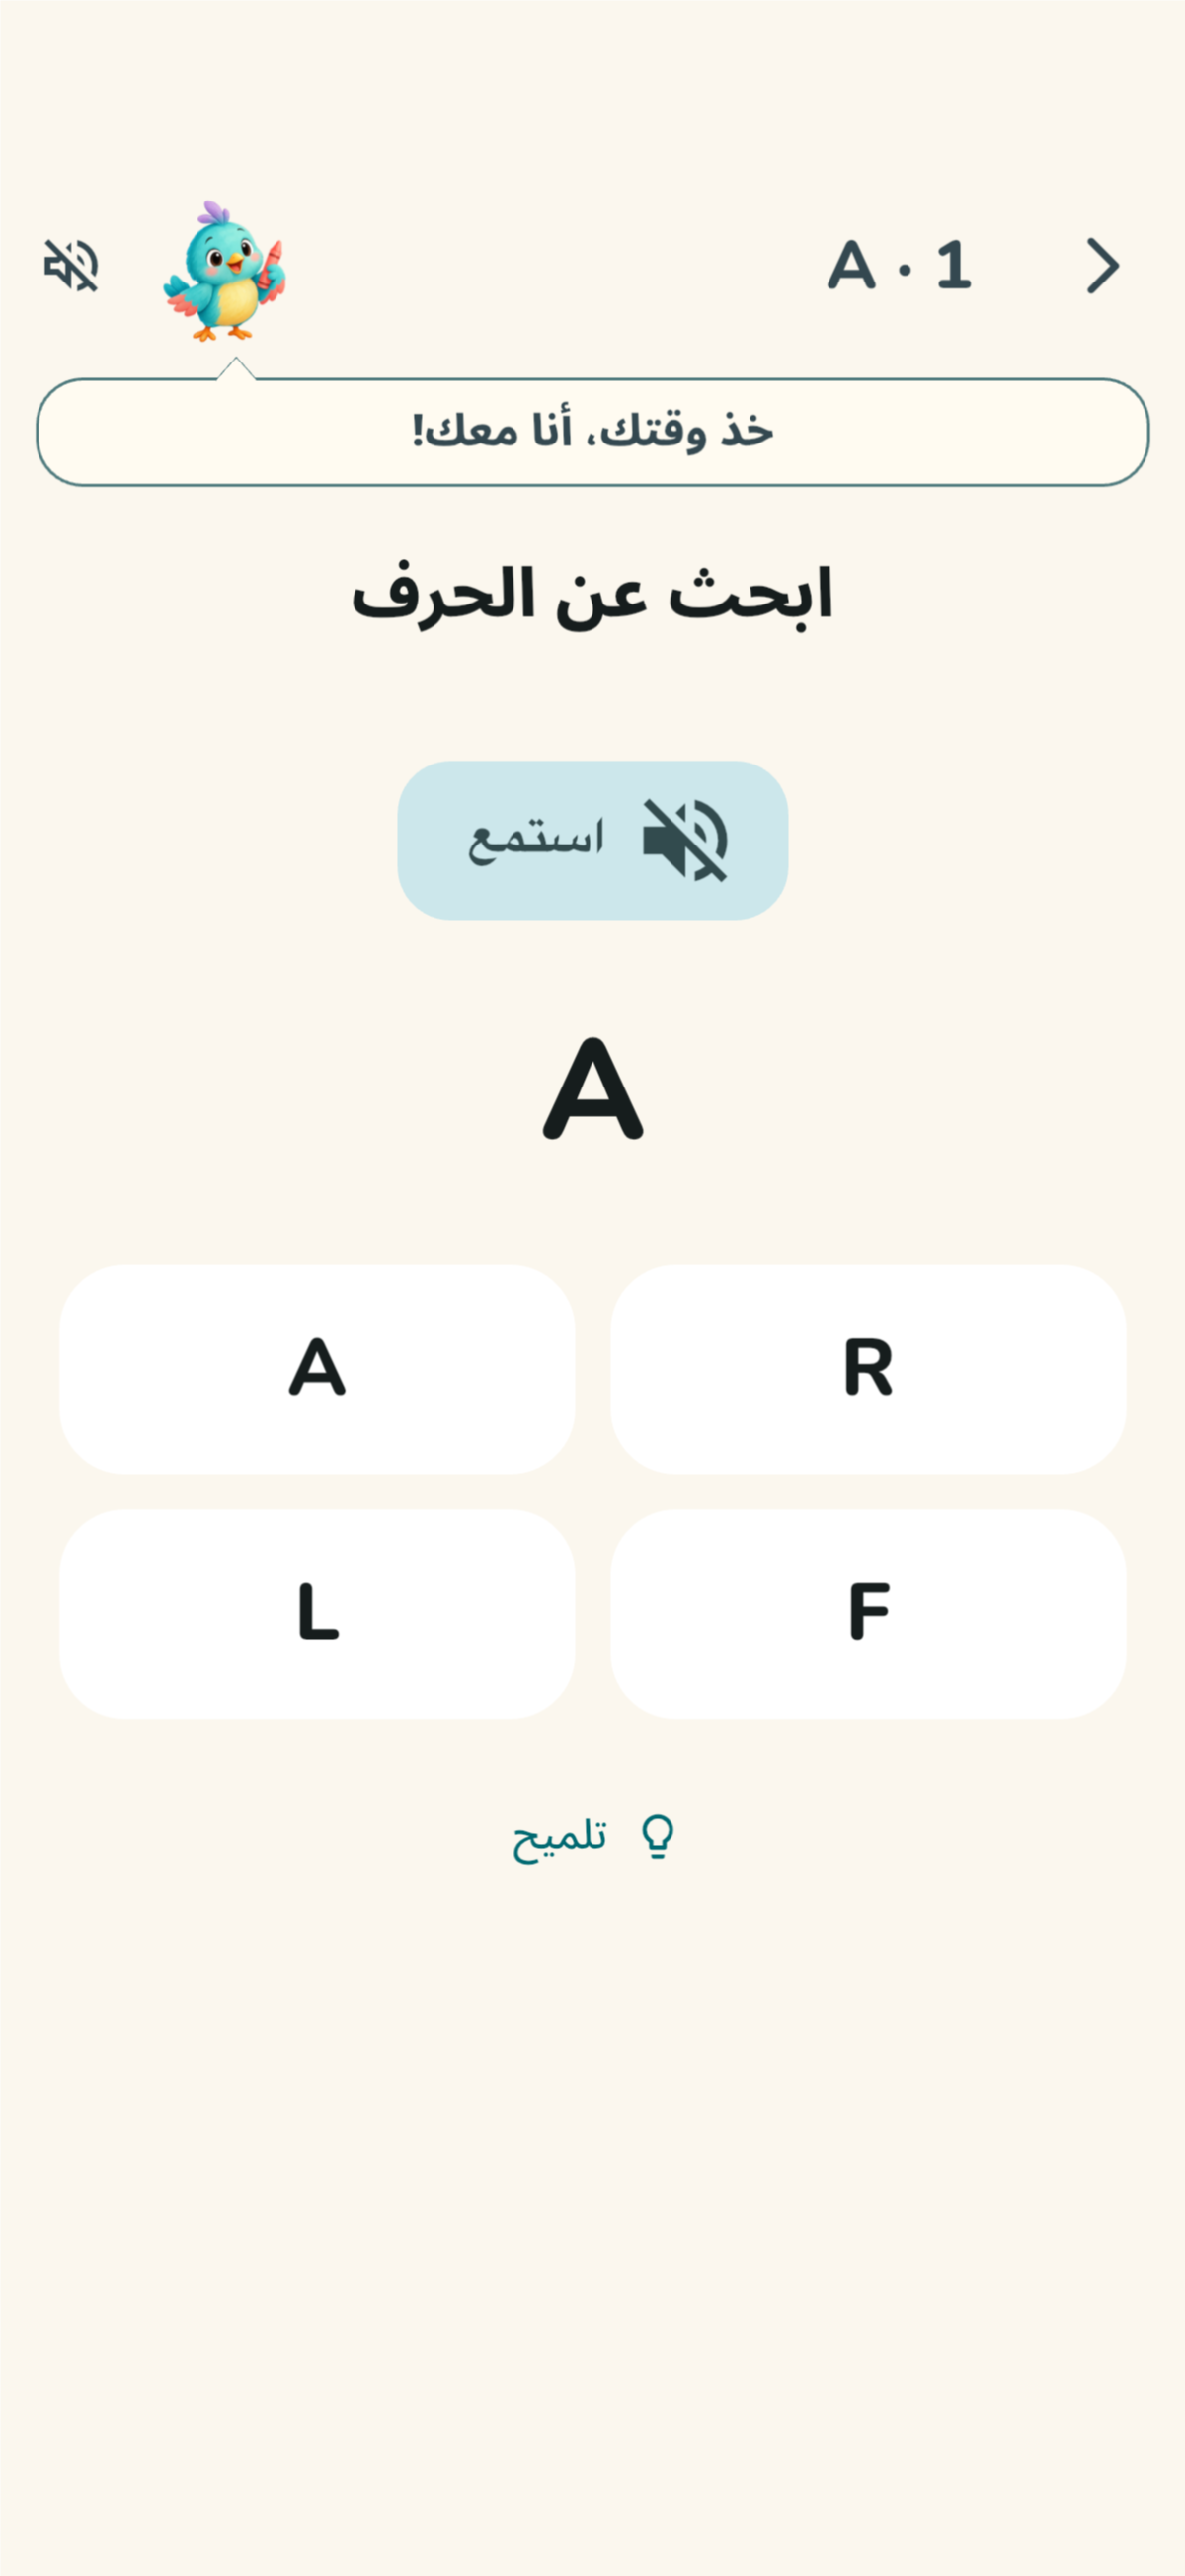 A · 1
خذ وقتك، أنا معك!
ابحث عن الحرف
استمع
A
A R
L F
تلميح